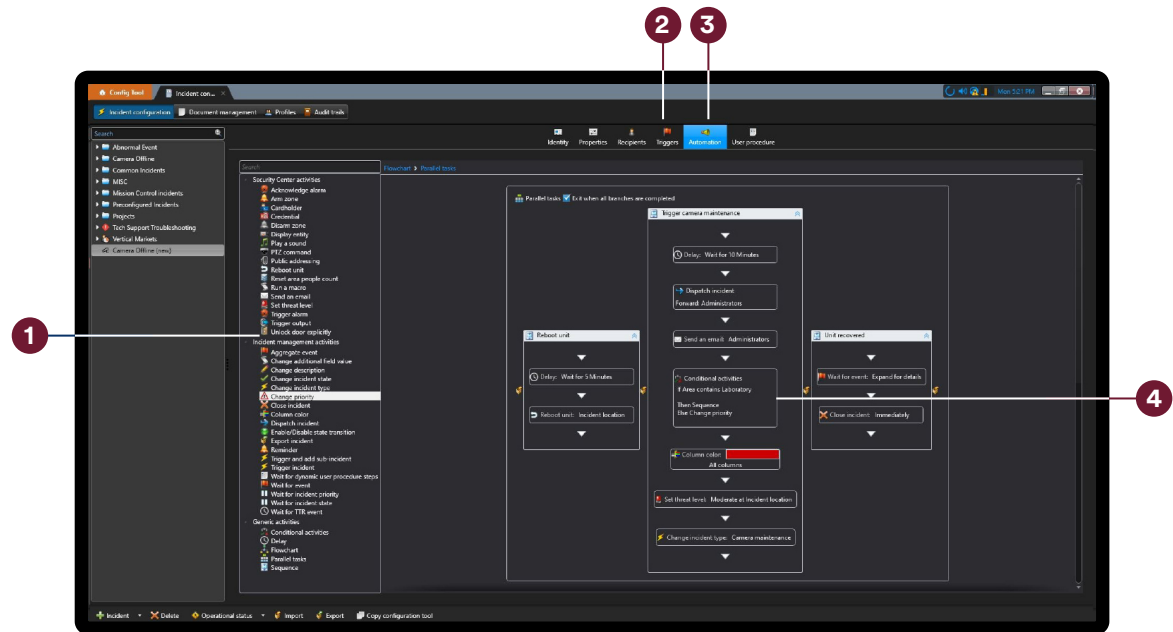 2
3
Config Tool
Incident con...
Mon 5:21 PM
Incident configuration
Document management
Profiles
Audit trails
Search
Abnormal Event
Camera Offline
Common Incidents
MISC
Mission Control incidents
Preconfigured Incidents
Projects
Tech Support Troubleshooting
Vertical Markets
Camera Offline (new)
Identity
Properties
Recipients
Triggers
Automation
User procedure
Search
Security Center activities
Acknowledge alarm
Arm zone
Cardholder
Credential
Disarm zone
Display entity
Play a sound
PTZ command
Public addressing
Reboot unit
Reset area people count
Run a macro
Send an email
Set threat level
Trigger alarm
Trigger output
Unlock door explicitly
1
Incident management activities
Aggregate event
Change additional field value
Change description
Change incident state
Change incident type
Change priority
Close incident
Column color
Dispatch incident
Enable/Disable state transition
Export incident
Reminder
Trigger and add sub-incident
Trigger incident
Wait for dynamic user procedure steps
Wait for event
Wait for incident priority
Wait for incident state
Wait for TTR event
Generic activities
Conditional activities
Delay
Flowchart
Parallel tasks
Sequence
Flowchart > Parallel tasks
Parallel tasks Exit when all branches are completed
Reboot unit
Delay: Wait for 5 Minutes
Reboot unit: Incident location
Trigger camera maintenance
Delay: Wait for 10 Minutes
Dispatch incident
Forward: Administrators
Send an email: Administrators
Conditional activities
If Area contains Laboratory
Then Sequence
Else Change priority
Column color:
All columns
Set threat level: Moderate at Incident location
Change incident type: Camera maintenance
Unit recovered
Wait for event: Expand for details
Close incident: Immediately
4
Incident
Delete
Operational status
Import
Export
Copy configuration tool